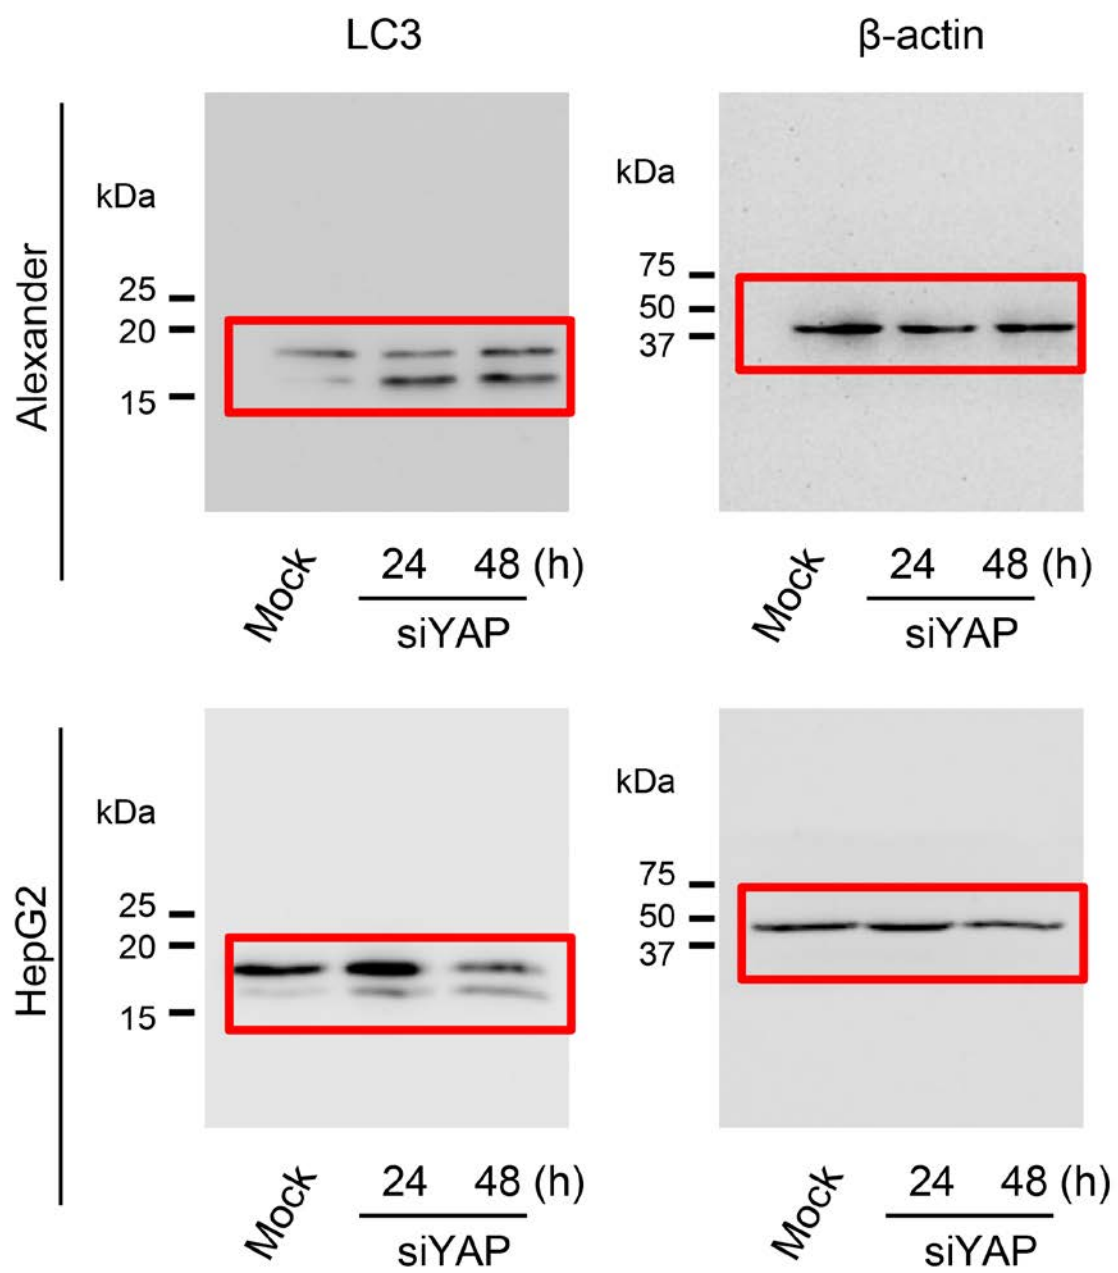 LC3 β-actin
Alexander
kDa
25
20
15
kDa
75
50
37
Mock 24 48 (h)
siYAP
Mock 24 48 (h)
siYAP
HepG2
kDa
25
20
15
kDa
75
50
37
Mock 24 48 (h)
siYAP
Mock 24 48 (h)
siYAP